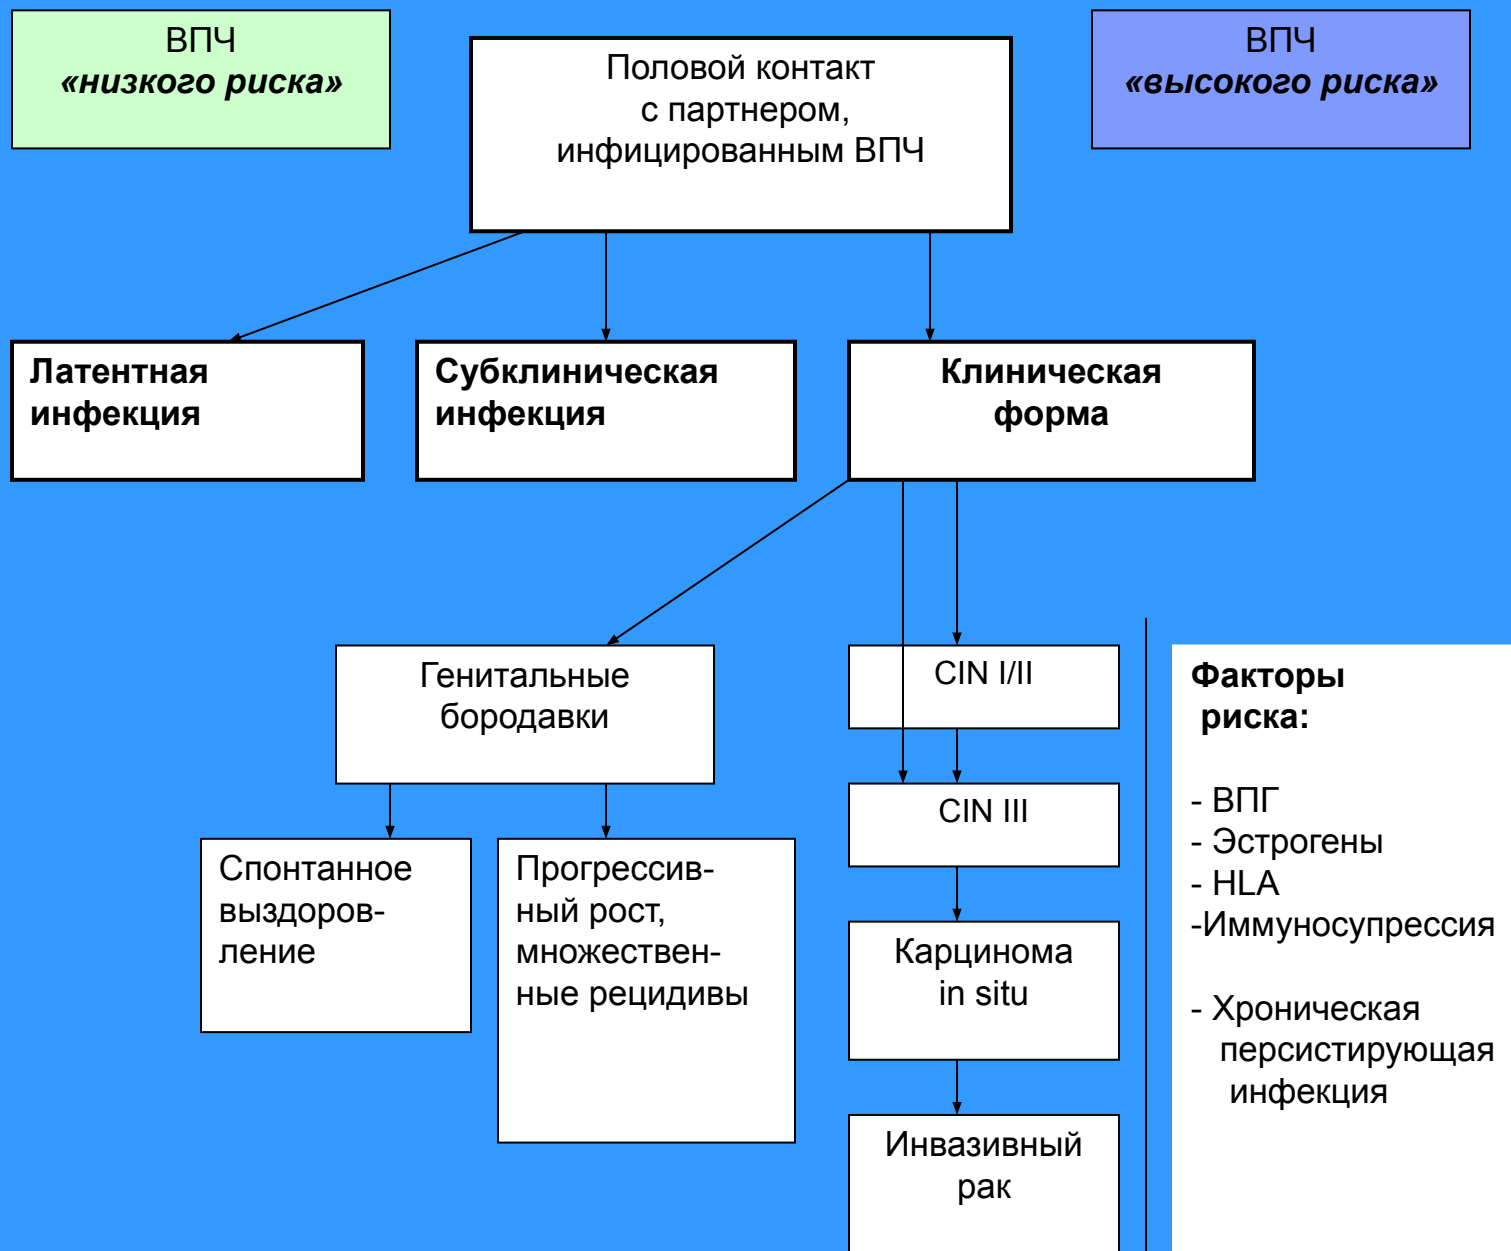 ВПЧ
«низкого риска»
Половой контакт
с партнером,
инфицированным ВПЧ
ВПЧ
«высокого риска»
Латентная
инфекция
Субклиническая
инфекция
Клиническая
форма
Генитальные
бородавки
CIN I/II
CIN III
Спонтанное
выздоров-
ление
Прогрессив-
ный рост,
множествен-
ные рецидивы
Карцинома
in situ
Инвазивный
рак
Факторы
риска:
- ВПГ
- Эстрогены
- HLA
-Иммуносупрессия
- Хроническая
персистирующая
инфекция